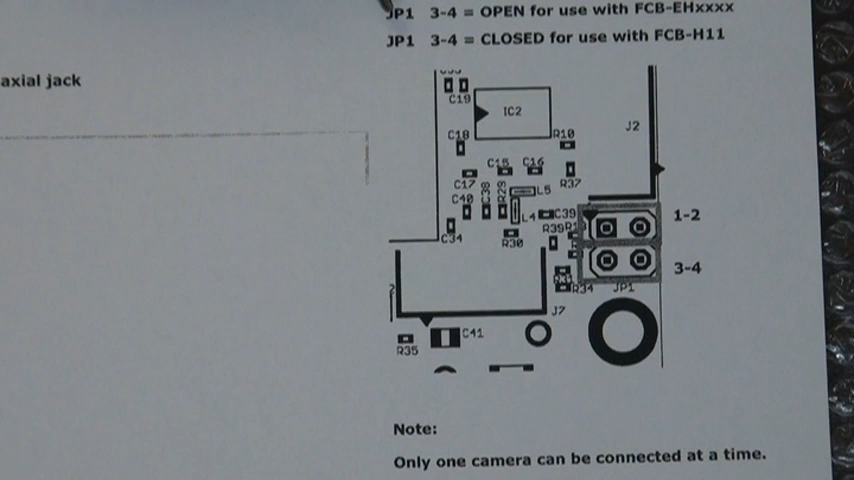 JP1 3-4 = OPEN for use with FCB-EHxxxx
JP1 3-4 = CLOSED for use with FCB-H11
axial jack
C19
IC2
J2
C18
R10
C15
C16
C17
R37
C40
C38
R29
L5
L4
C39
1-2
R39
C34
R30
3-4
R34
JP1
J7
C41
R35
Note:
Only one camera can be connected at a time.